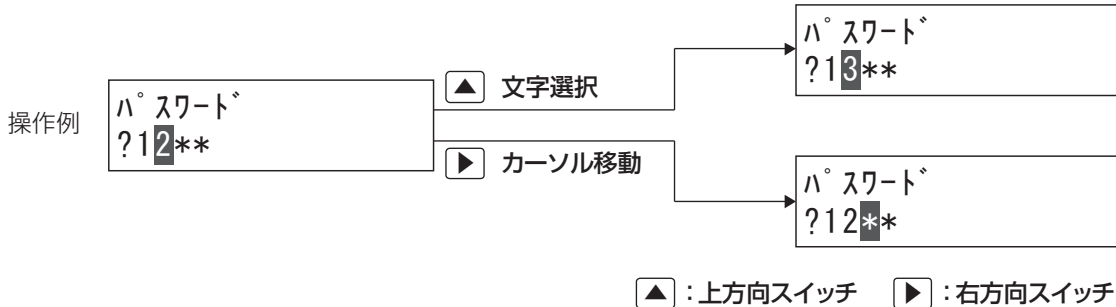 操作例
パスワード
?12**
▲ 文字選択
▶ カーソル移動
パスワード
?13**
パスワード
?12**
▲:上方向スイッチ ▶:右方向スイッチ